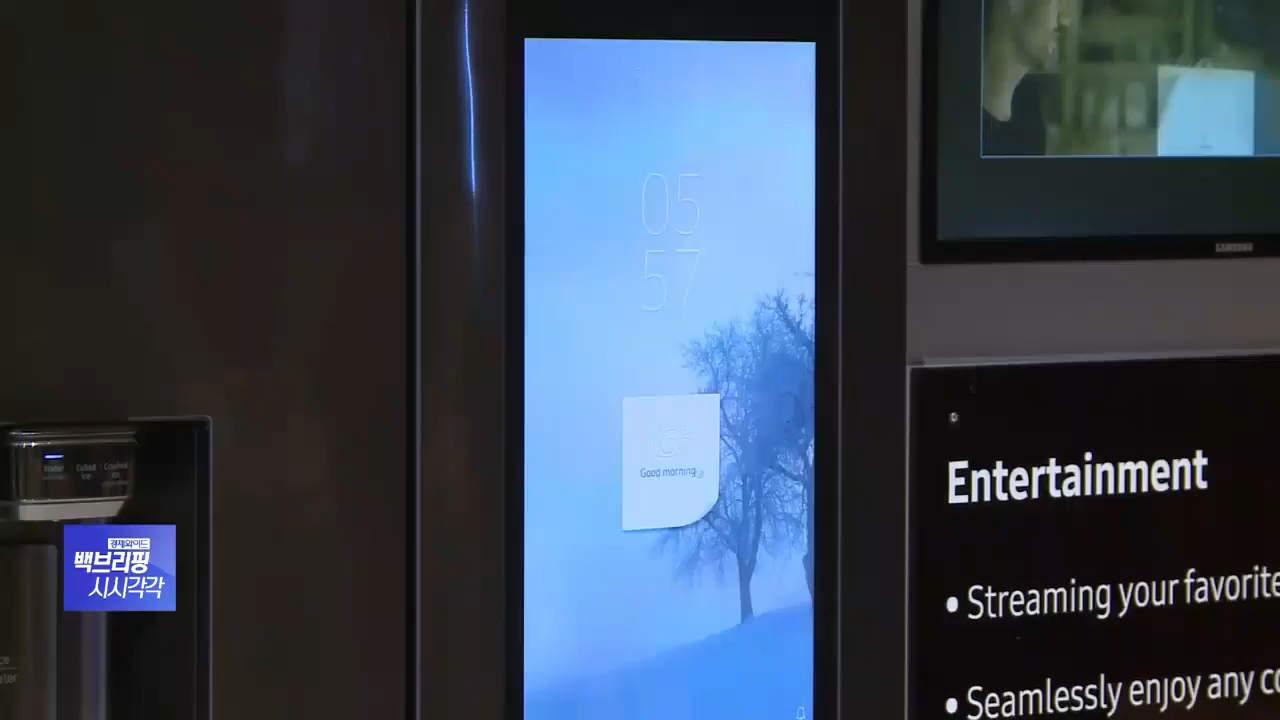 05
57
Good morning
SAMSUNG
Entertainment
• Streaming your favorite
• Seamlessly enjoy any co
Water
Cubed
Ice
Crushed
Ice
경제와이드
백브리핑
시시각각